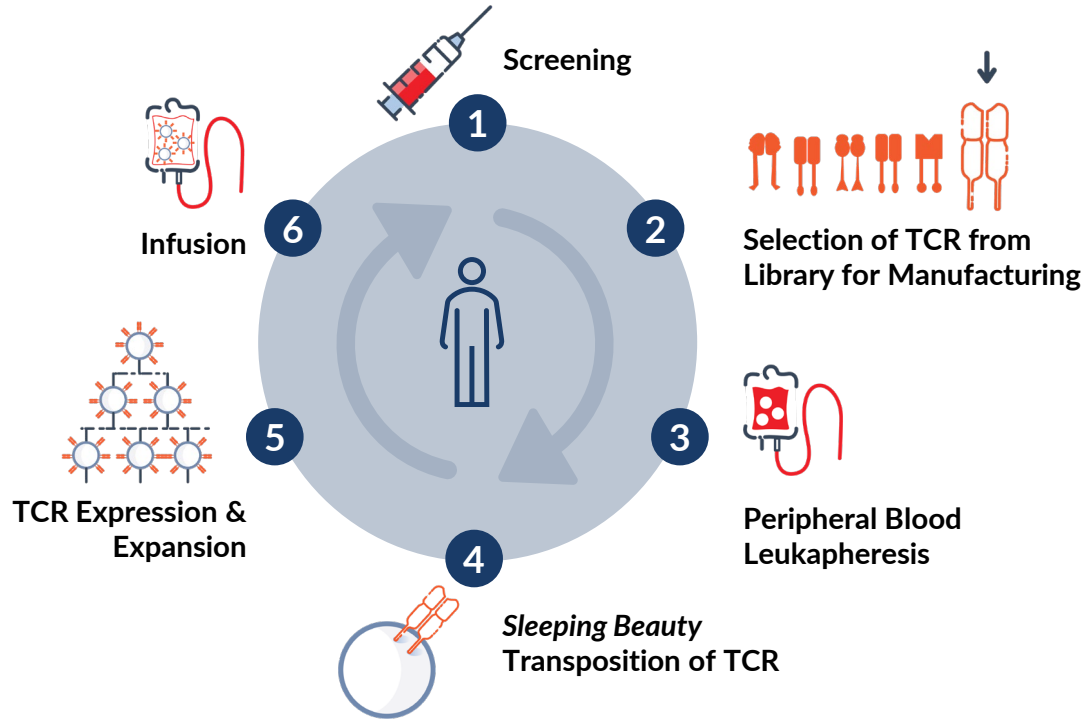 1
Screening
2
Selection of TCR from
Library for Manufacturing
3
Peripheral Blood
Leukapheresis
4
Sleeping Beauty
Transposition of TCR
5
TCR Expression &
Expansion
6
Infusion